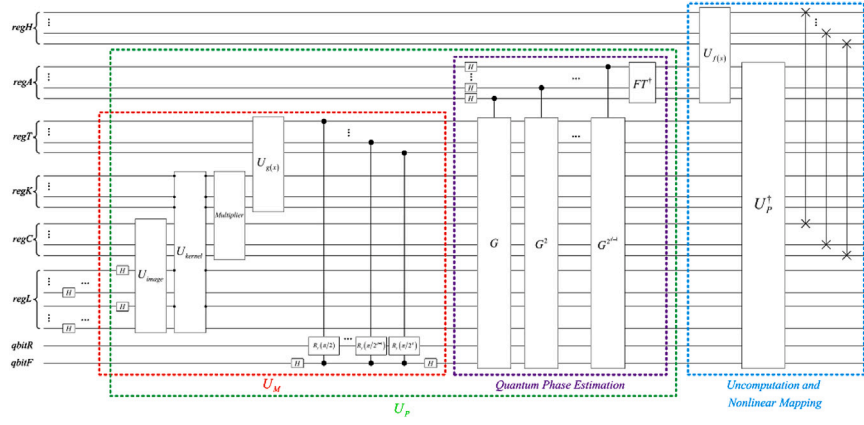 regH
regA
regT
regK
regC
regL
qbitR
qbitF
H
H
H
H
H
H
H
H
H
U_image
U_kernel
Multiplier
U_g(x)
R_y(π/2)
...
R_y(π/2^t)
G
G^2
...
FT†
U_f(x)
U_P†
U_M
Quantum Phase Estimation
Uncomputation and
Nonlinear Mapping
U_P